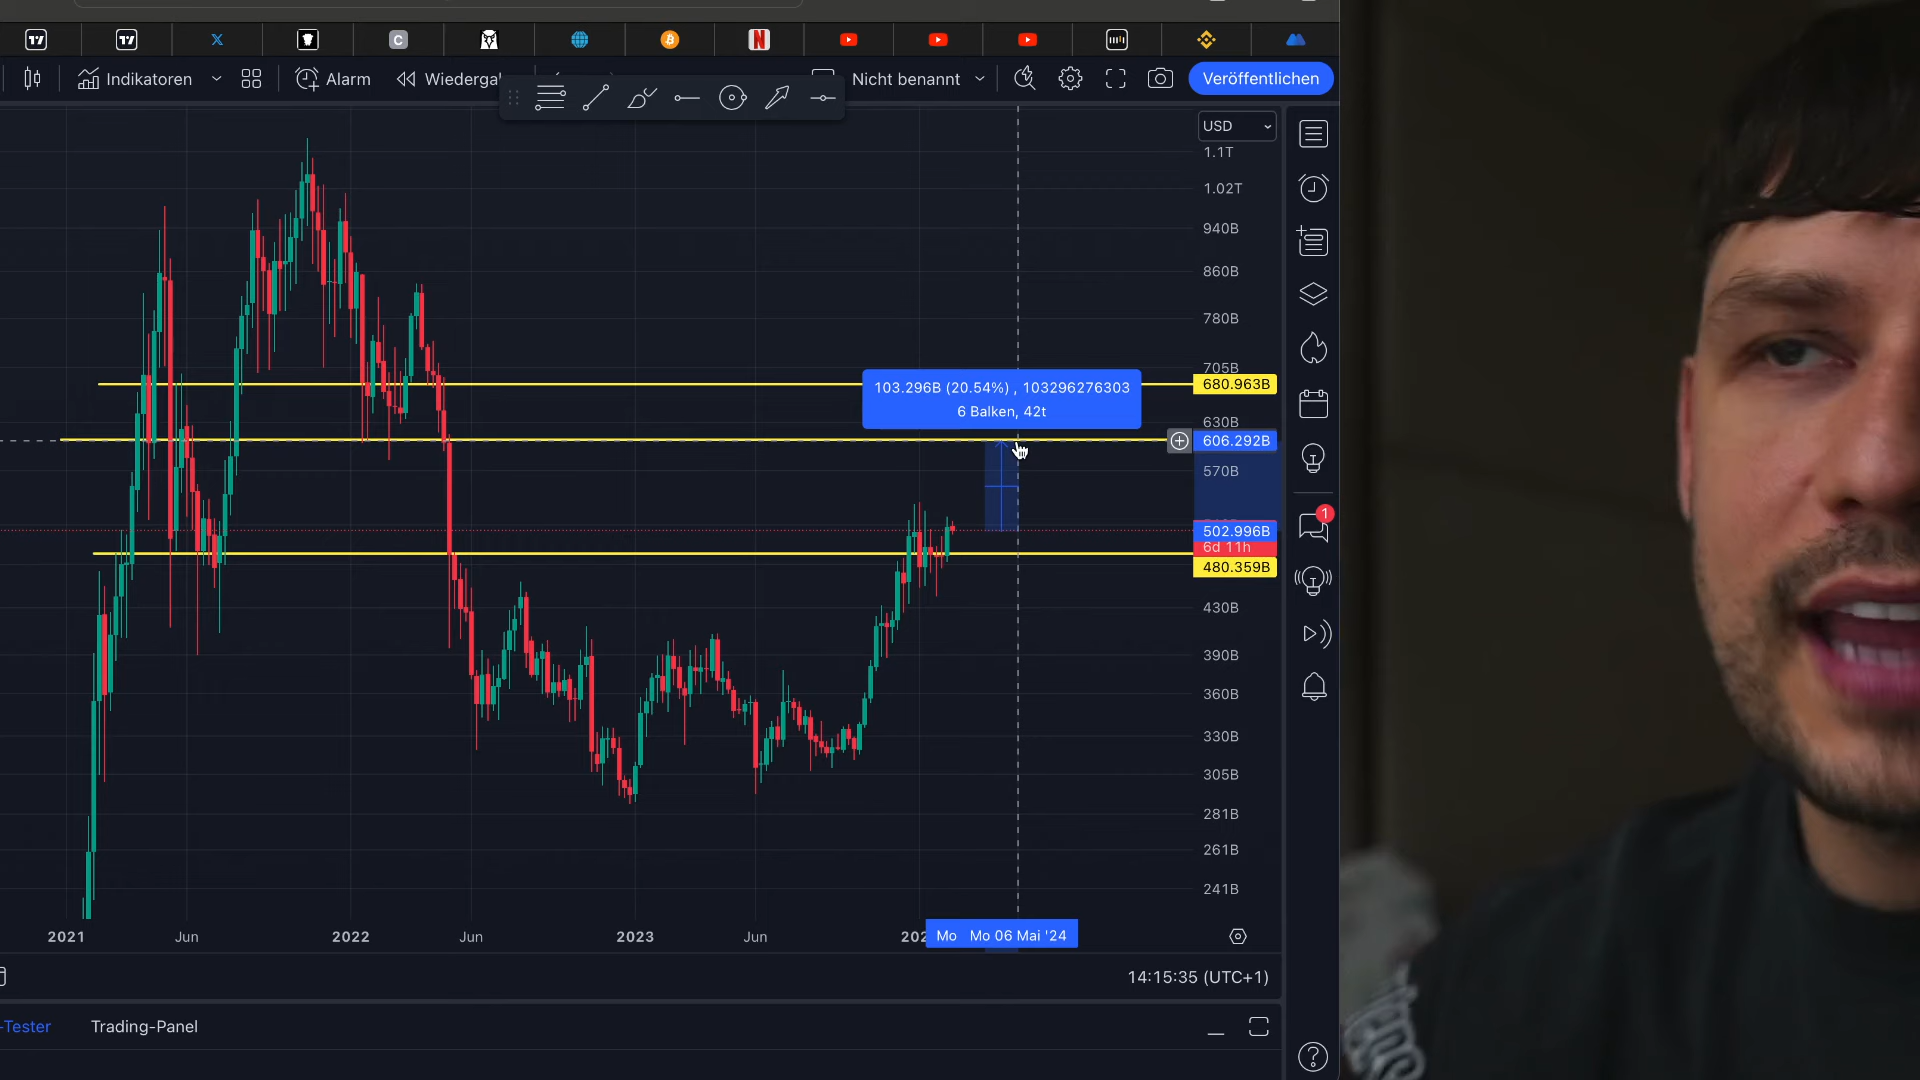 Indikatoren
Alarm
Wiedergal
Nicht benannt
Veröffentlichen
USD
1.1T
1.02T
940B
860B
780B
705B
680.963B
103.296B (20.54%) , 103296276303
6 Balken, 42t
630B
606.292B
570B
502.996B
6d 11h
480.359B
430B
390B
360B
330B
305B
281B
261B
241B
1
2021
Jun
2022
Jun
2023
Jun
202
Mo
Mo 06 Mai '24
14:15:35 (UTC+1)
-Tester
Trading-Panel